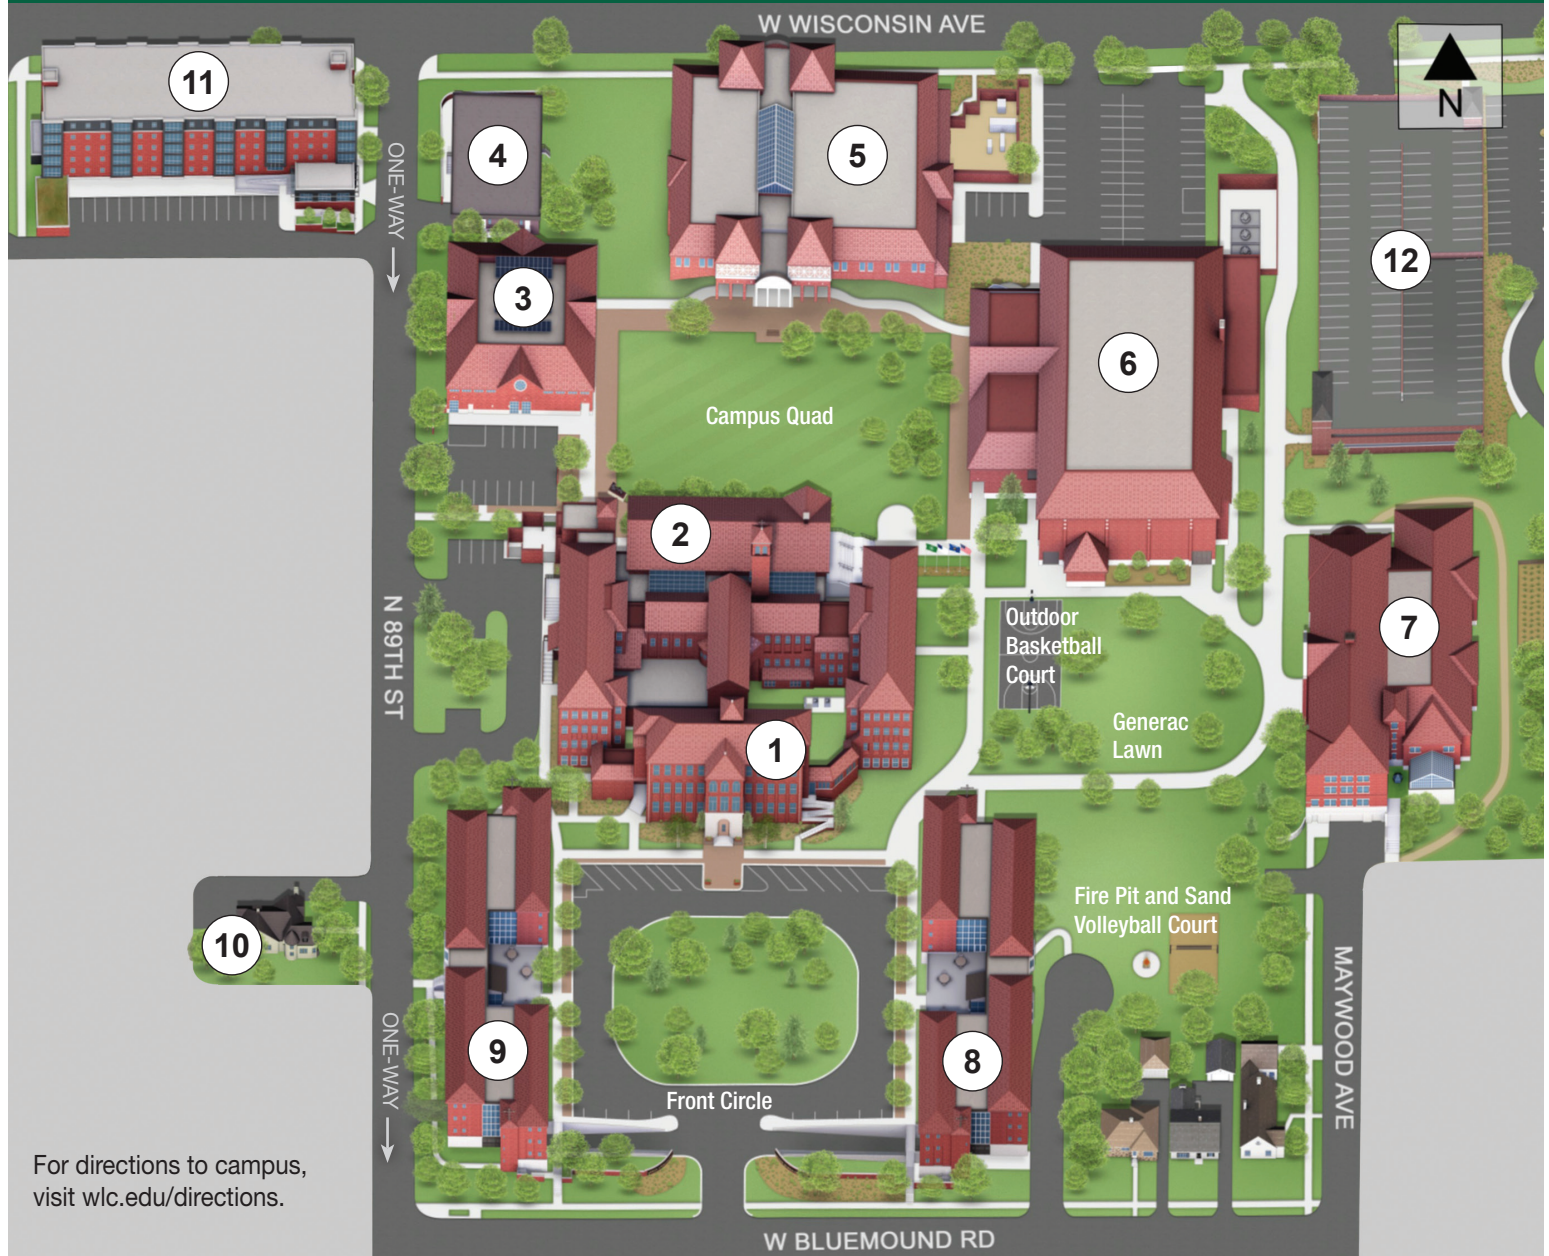 W WISCONSIN AVE
N
11
4
5
ONE-WAY
12
3
6
Campus Quad
2
N 89TH ST
Outdoor
Basketball
Court
7
Generac
Lawn
1
Fire Pit and Sand
Volleyball Court
10
MAYWOOD AVE
ONE-WAY
9
8
Front Circle
For directions to campus,
visit wlc.edu/directions.
W BLUEMOUND RD